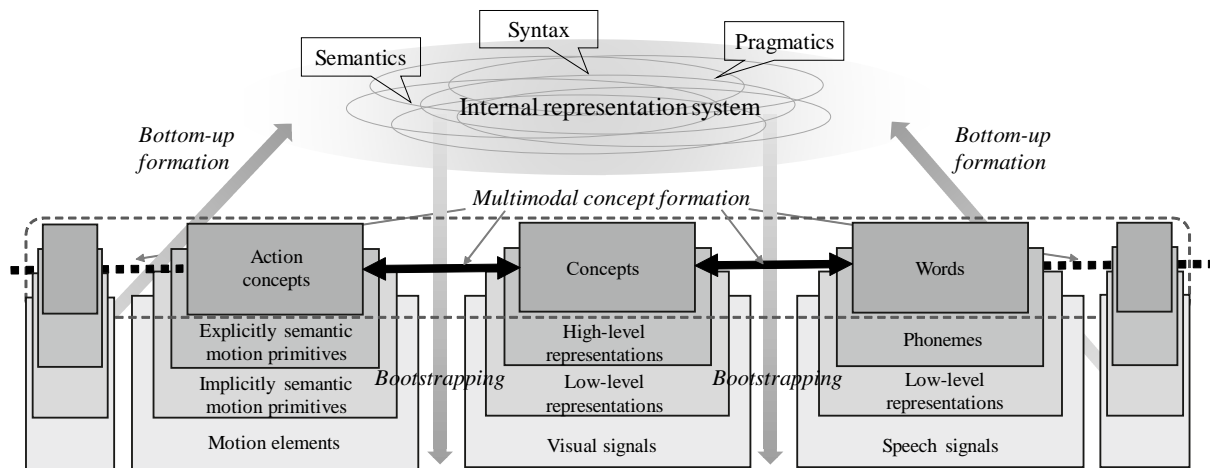 Syntax
Pragmatics
Semantics
Internal representation system
Bottom-up
formation
Bottom-up
formation
Multimodal concept formation
Action
concepts
Concepts
Words
Explicitly semantic
motion primitives
High-level
representations
Phonemes
Bootstrapping
Bootstrapping
Implicitly semantic
motion primitives
Low-level
representations
Low-level
representations
Motion elements
Visual signals
Speech signals